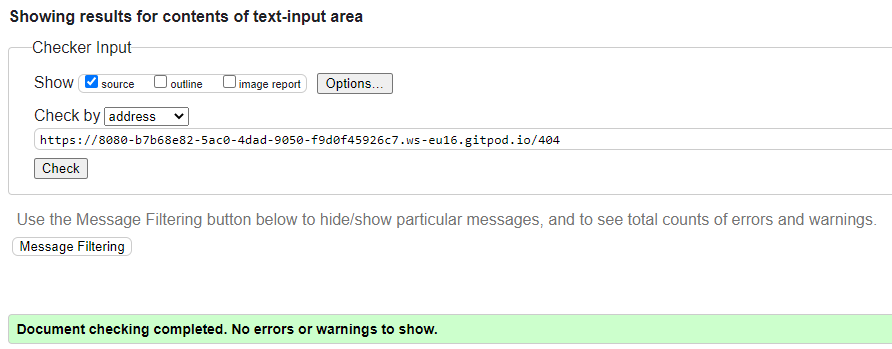 Showing results for contents of text-input area
Checker Input
Show source outline image report Options...
Check by address
https://8080-b7b68e82-5ac0-4dad-9050-f9d0f45926c7.ws-eu16.gitpod.io/404
Check
Use the Message Filtering button below to hide/show particular messages, and to see total counts of errors and warnings.
Message Filtering
Document checking completed. No errors or warnings to show.